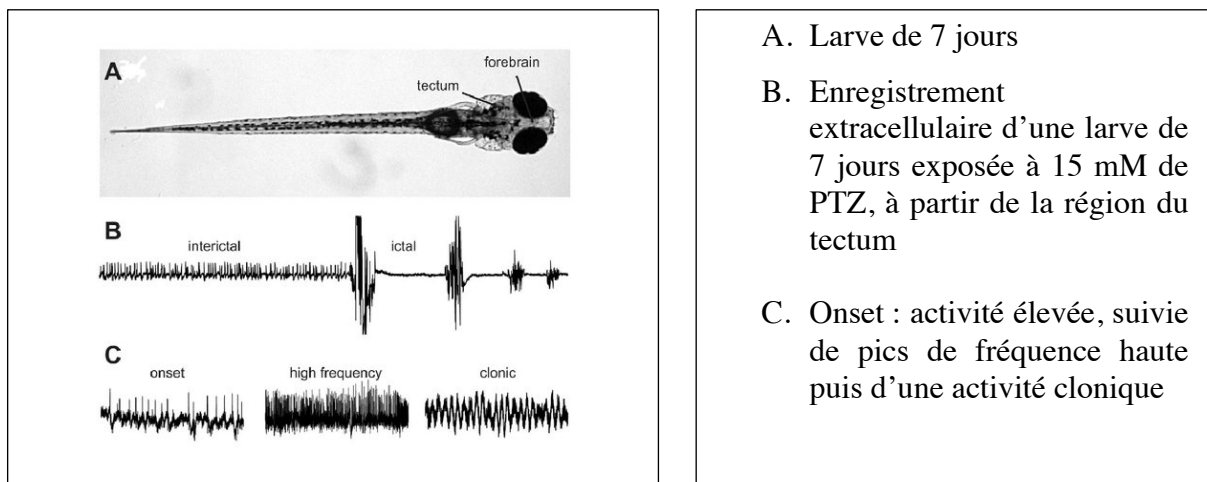 A
forebrain
tectum
B
interictal
ictal
C
onset
high frequency
clonic
A. Larve de 7 jours
B. Enregistrement
extracellulaire d’une larve de
7 jours exposée à 15 mM de
PTZ, à partir de la région du
tectum
C. Onset : activité élevée, suivie
de pics de fréquence haute
puis d’une activité clonique